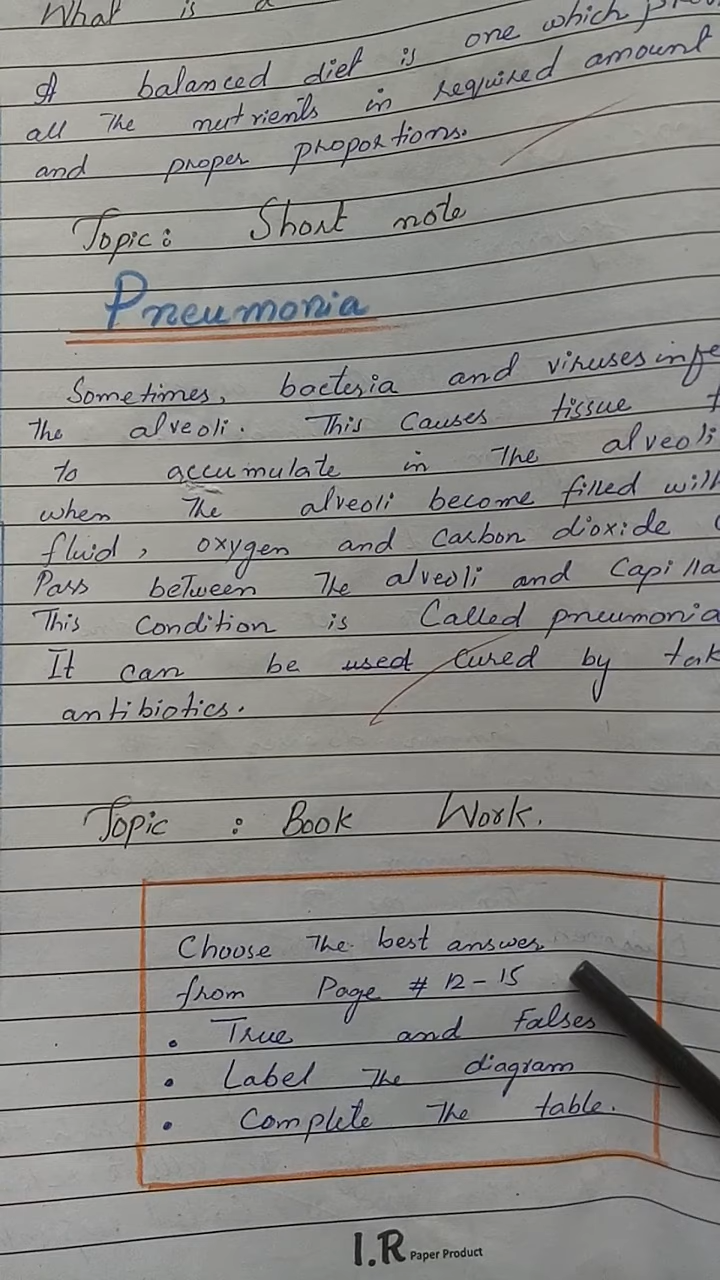 What is a
A balanced diet is one which
all the nutrients in required amount
and proper proportions.
Topic: Short note
Pneumonia
Sometimes, bacteria and viruses infe
the alveoli. This causes tissue f
to accumulate in the alveoli
when the alveoli become filled with
fluid, oxygen and carbon dioxide
Pass between the alveoli and Capilla
This condition is Called pneumonia
It can be used cured by tak
antibiotics.
Topic : Book Work.
Choose the best answer
from Page # 12-15
• True and Falses
• Label the diagram
• Complete the table.
I.R Paper Product